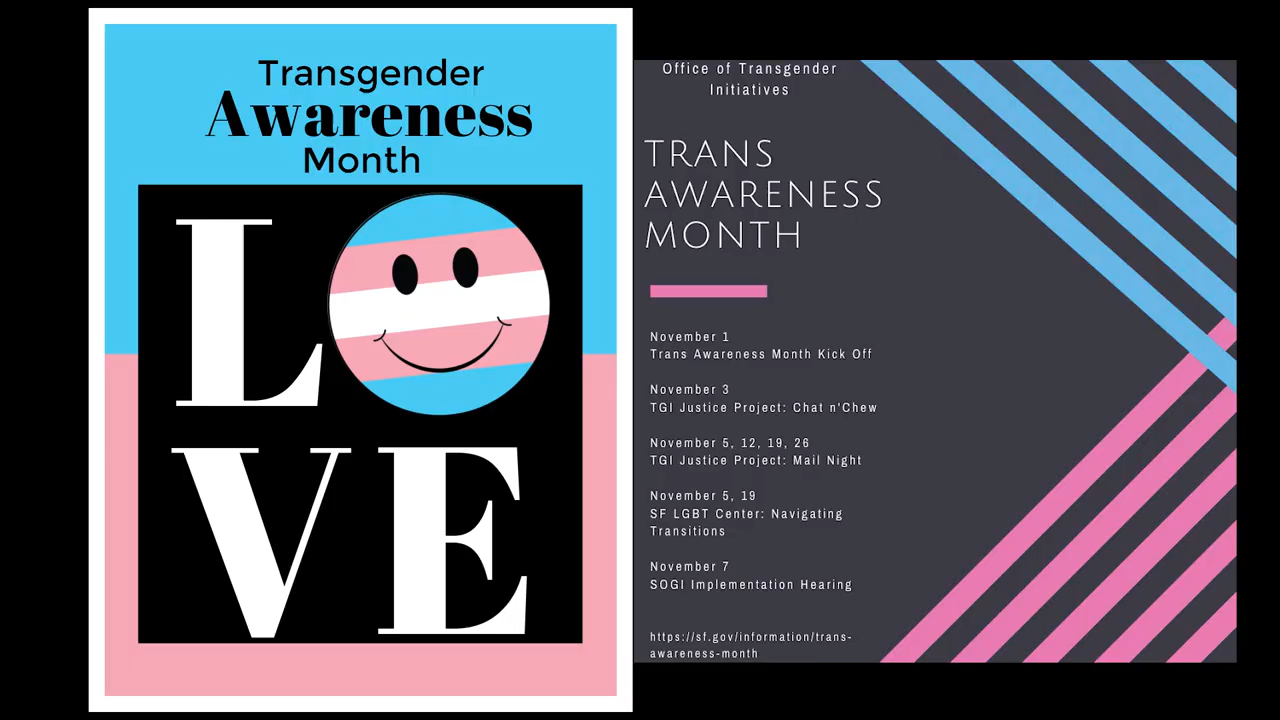 Transgender
Awareness
Month
LOVE
Office of Transgender
Initiatives
TRANS
AWARENESS
MONTH
November 1
Trans Awareness Month Kick Off
November 3
TGI Justice Project: Chat n'Chew
November 5, 12, 19, 26
TGI Justice Project: Mail Night
November 5, 19
SF LGBT Center: Navigating
Transitions
November 7
SOGI Implementation Hearing
https://sf.gov/information/trans-
awareness-month